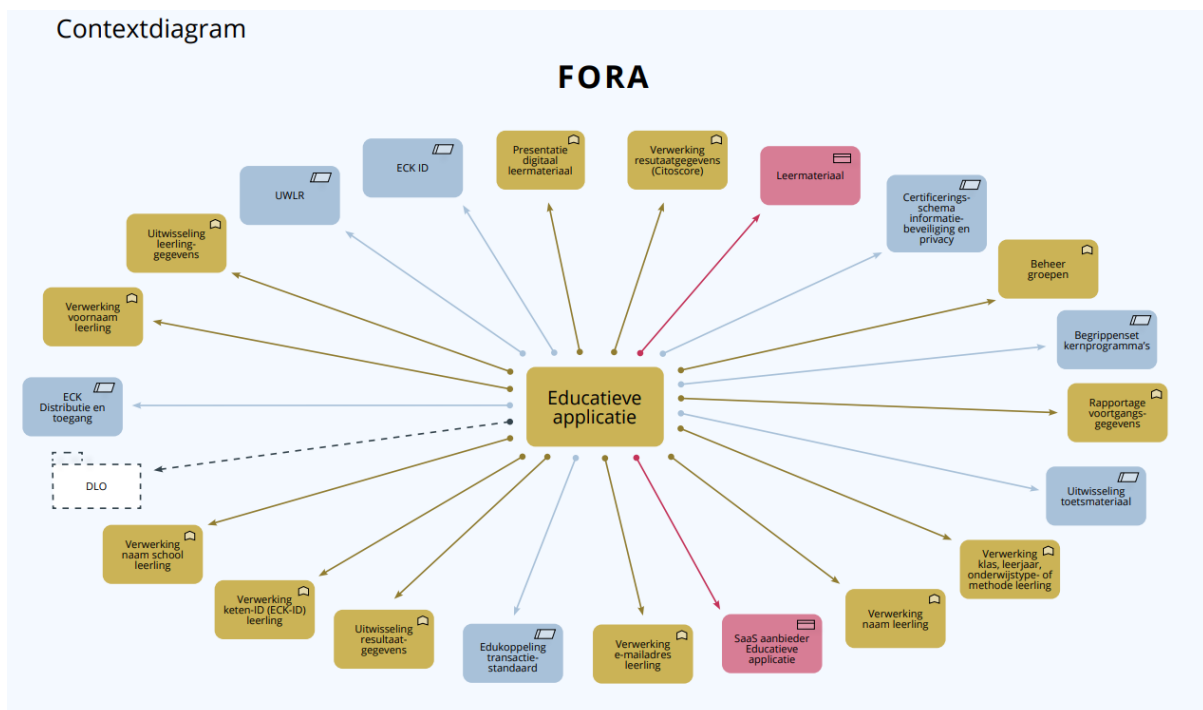 Contextdiagram
FORA
Presentatie
digitaal
leermateriaal
Verwerking
resutaatgegevens
(Citoscore)
ECK ID
Leermateriaal
UWLR
Certificerings-
schema
informatie-
beveiliging en
privacy
Uitwisseling
leerling-
gegevens
Beheer
groepen
Verwerking
voornaam
leerling
Begrippenset
kernprogramma's
ECK
Distributie en
toegang
Educatieve
applicatie
Rapportage
voortgangs-
gegevens
DLO
Uitwisseling
toetsmateriaal
Verwerking
naam school
leerling
Verwerking
klas, leerjaar,
onderwijstype- of
methode leerling
Verwerking
keten-ID (ECK-ID)
leerling
Verwerking
naam leerling
Uitwisseling
resultaat-
gegevens
Edukoppeling
transactie-
standaard
Verwerking
e-mailadres
leerling
SaaS aanbieder
Educatieve
applicatie